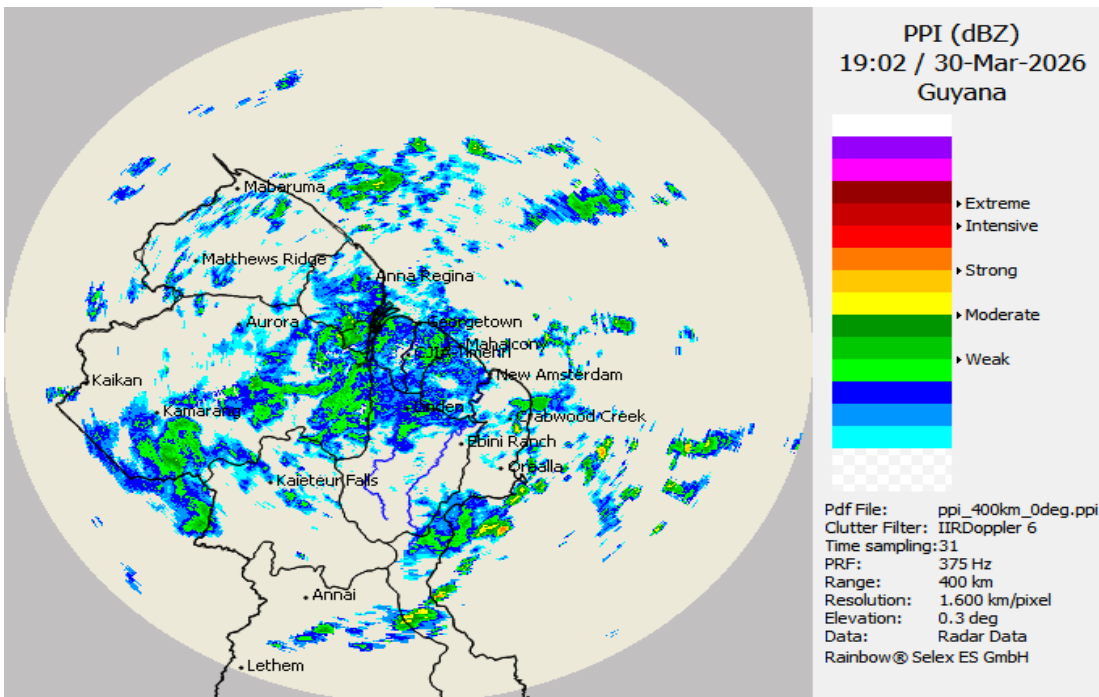 PPI (dBZ)
19:02 / 30-Mar-2026
Guyana
Extreme
Intensive
Strong
Moderate
Weak
Pdf File: ppi_400km_0deg.ppi
Clutter Filter: IIRDoppler 6
Time sampling:31
PRF: 375 Hz
Range: 400 km
Resolution: 1.600 km/pixel
Elevation: 0.3 deg
Data: Radar Data
Rainbow® Selex ES GmbH
Mabaruma
Matthews Ridge
Anna Regina
Aurora
Georgetown
Mahaicony
CJIA-Timehri
Kaikan
New Amsterdam
Kamarang
Linden
Crabwood Creek
Ebini Ranch
Orealla
Kaieteur Falls
Annai
Lethem